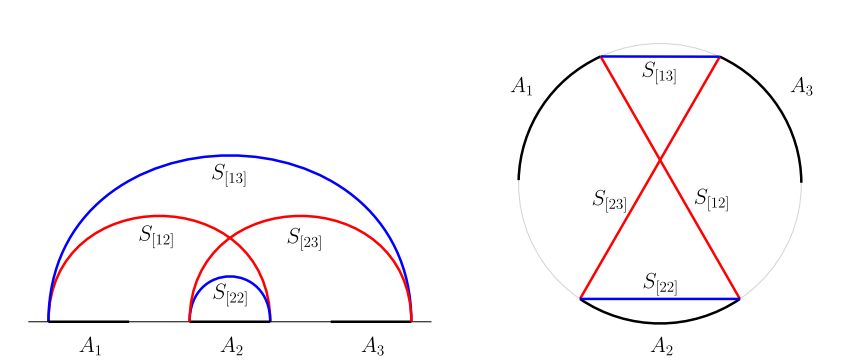 S_{[13]}
S_{[12]} S_{[23]}
S_{[22]}
A_1 A_2 A_3
A_1 S_{[13]} A_3
S_{[23]} S_{[12]}
S_{[22]}
A_2